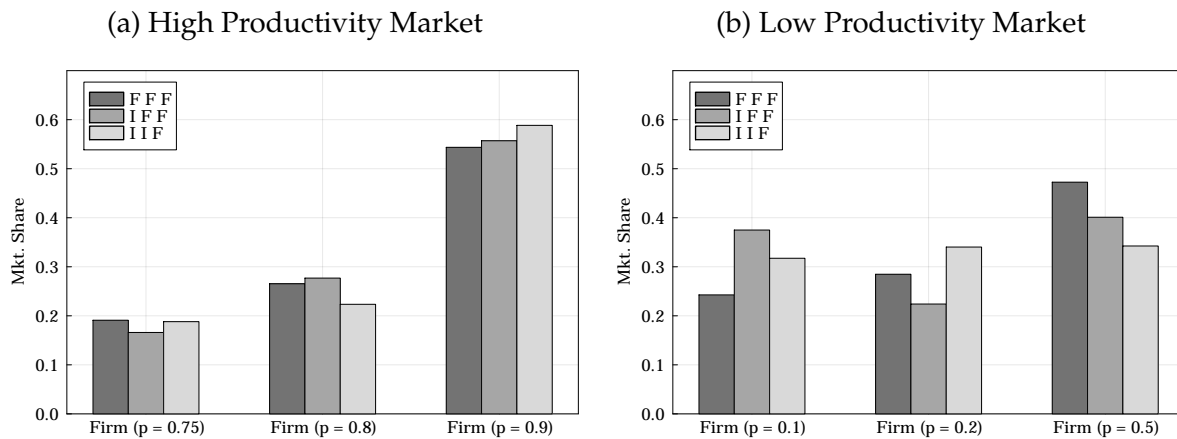 (a) High Productivity Market
Mkt. Share
0.6
0.5
0.4
0.3
0.2
0.1
0.0
F F F
I F F
I I F
Firm (p = 0.75)
Firm (p = 0.8)
Firm (p = 0.9)
(b) Low Productivity Market
Mkt. Share
0.6
0.5
0.4
0.3
0.2
0.1
0.0
F F F
I F F
I I F
Firm (p = 0.1)
Firm (p = 0.2)
Firm (p = 0.5)